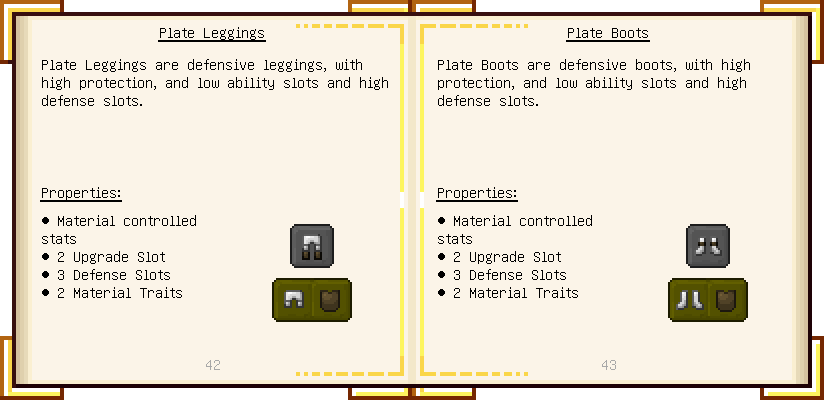 Plate Leggings
Plate Leggings are defensive leggings, with
high protection, and low ability slots and high
defense slots.
Properties:
● Material controlled
stats
● 2 Upgrade Slot
● 3 Defense Slots
● 2 Material Traits
42
Plate Boots
Plate Boots are defensive boots, with high
protection, and low ability slots and high
defense slots.
Properties:
● Material controlled
stats
● 2 Upgrade Slot
● 3 Defense Slots
● 2 Material Traits
43